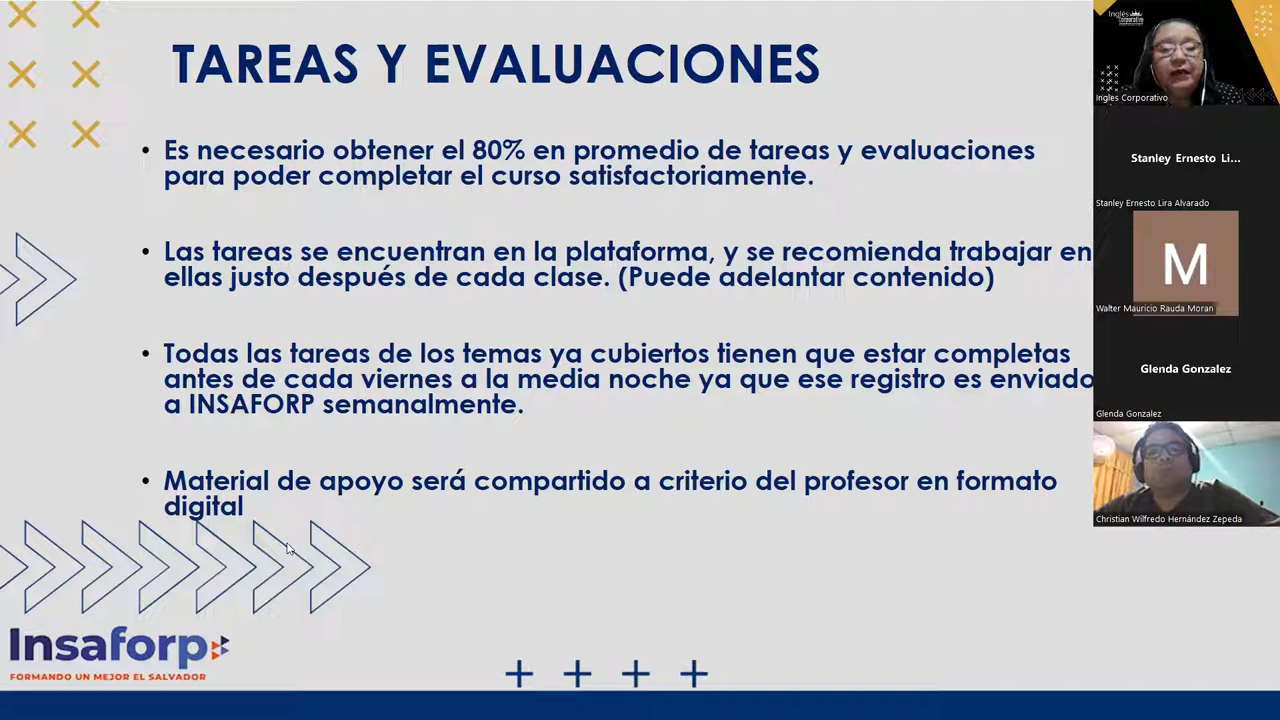 TAREAS Y EVALUACIONES
• Es necesario obtener el 80% en promedio de tareas y evaluaciones
para poder completar el curso satisfactoriamente.
• Las tareas se encuentran en la plataforma, y se recomienda trabajar en
ellas justo después de cada clase. (Puede adelantar contenido)
• Todas las tareas de los temas ya cubiertos tienen que estar completas
antes de cada viernes a la media noche ya que ese registro es enviado
a INSAFORP semanalmente.
• Material de apoyo será compartido a criterio del profesor en formato
digital
Insaforp
FORMANDO UN MEJOR EL SALVADOR
Inglés
Corporativo
Ingles Corporativo
Stanley Ernesto Li...
Stanley Ernesto Lira Alvarado
M
Walter Mauricio Rauda Moran
Glenda Gonzalez
Glenda Gonzalez
Christian Wilfredo Hernández Zepeda